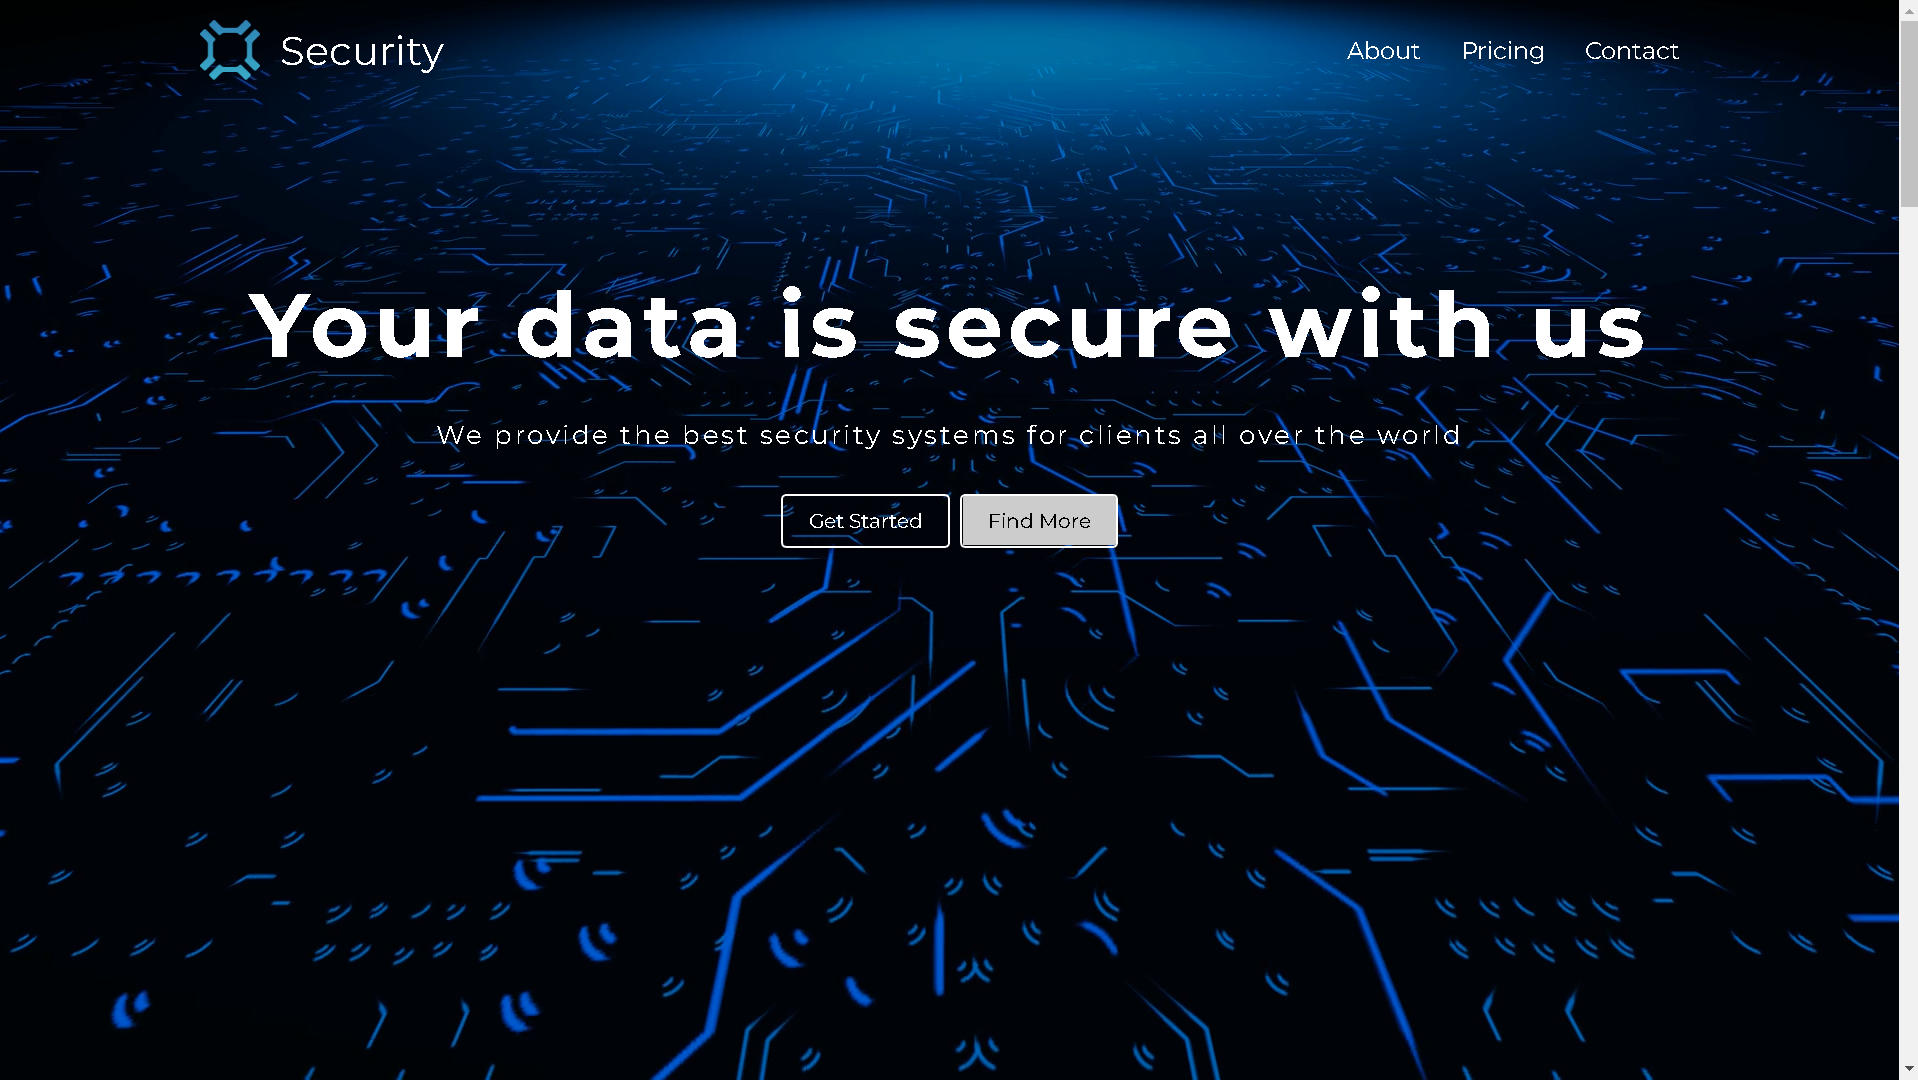 Security
About Pricing Contact
Your data is secure with us
We provide the best security systems for clients all over the world
Get Started Find More